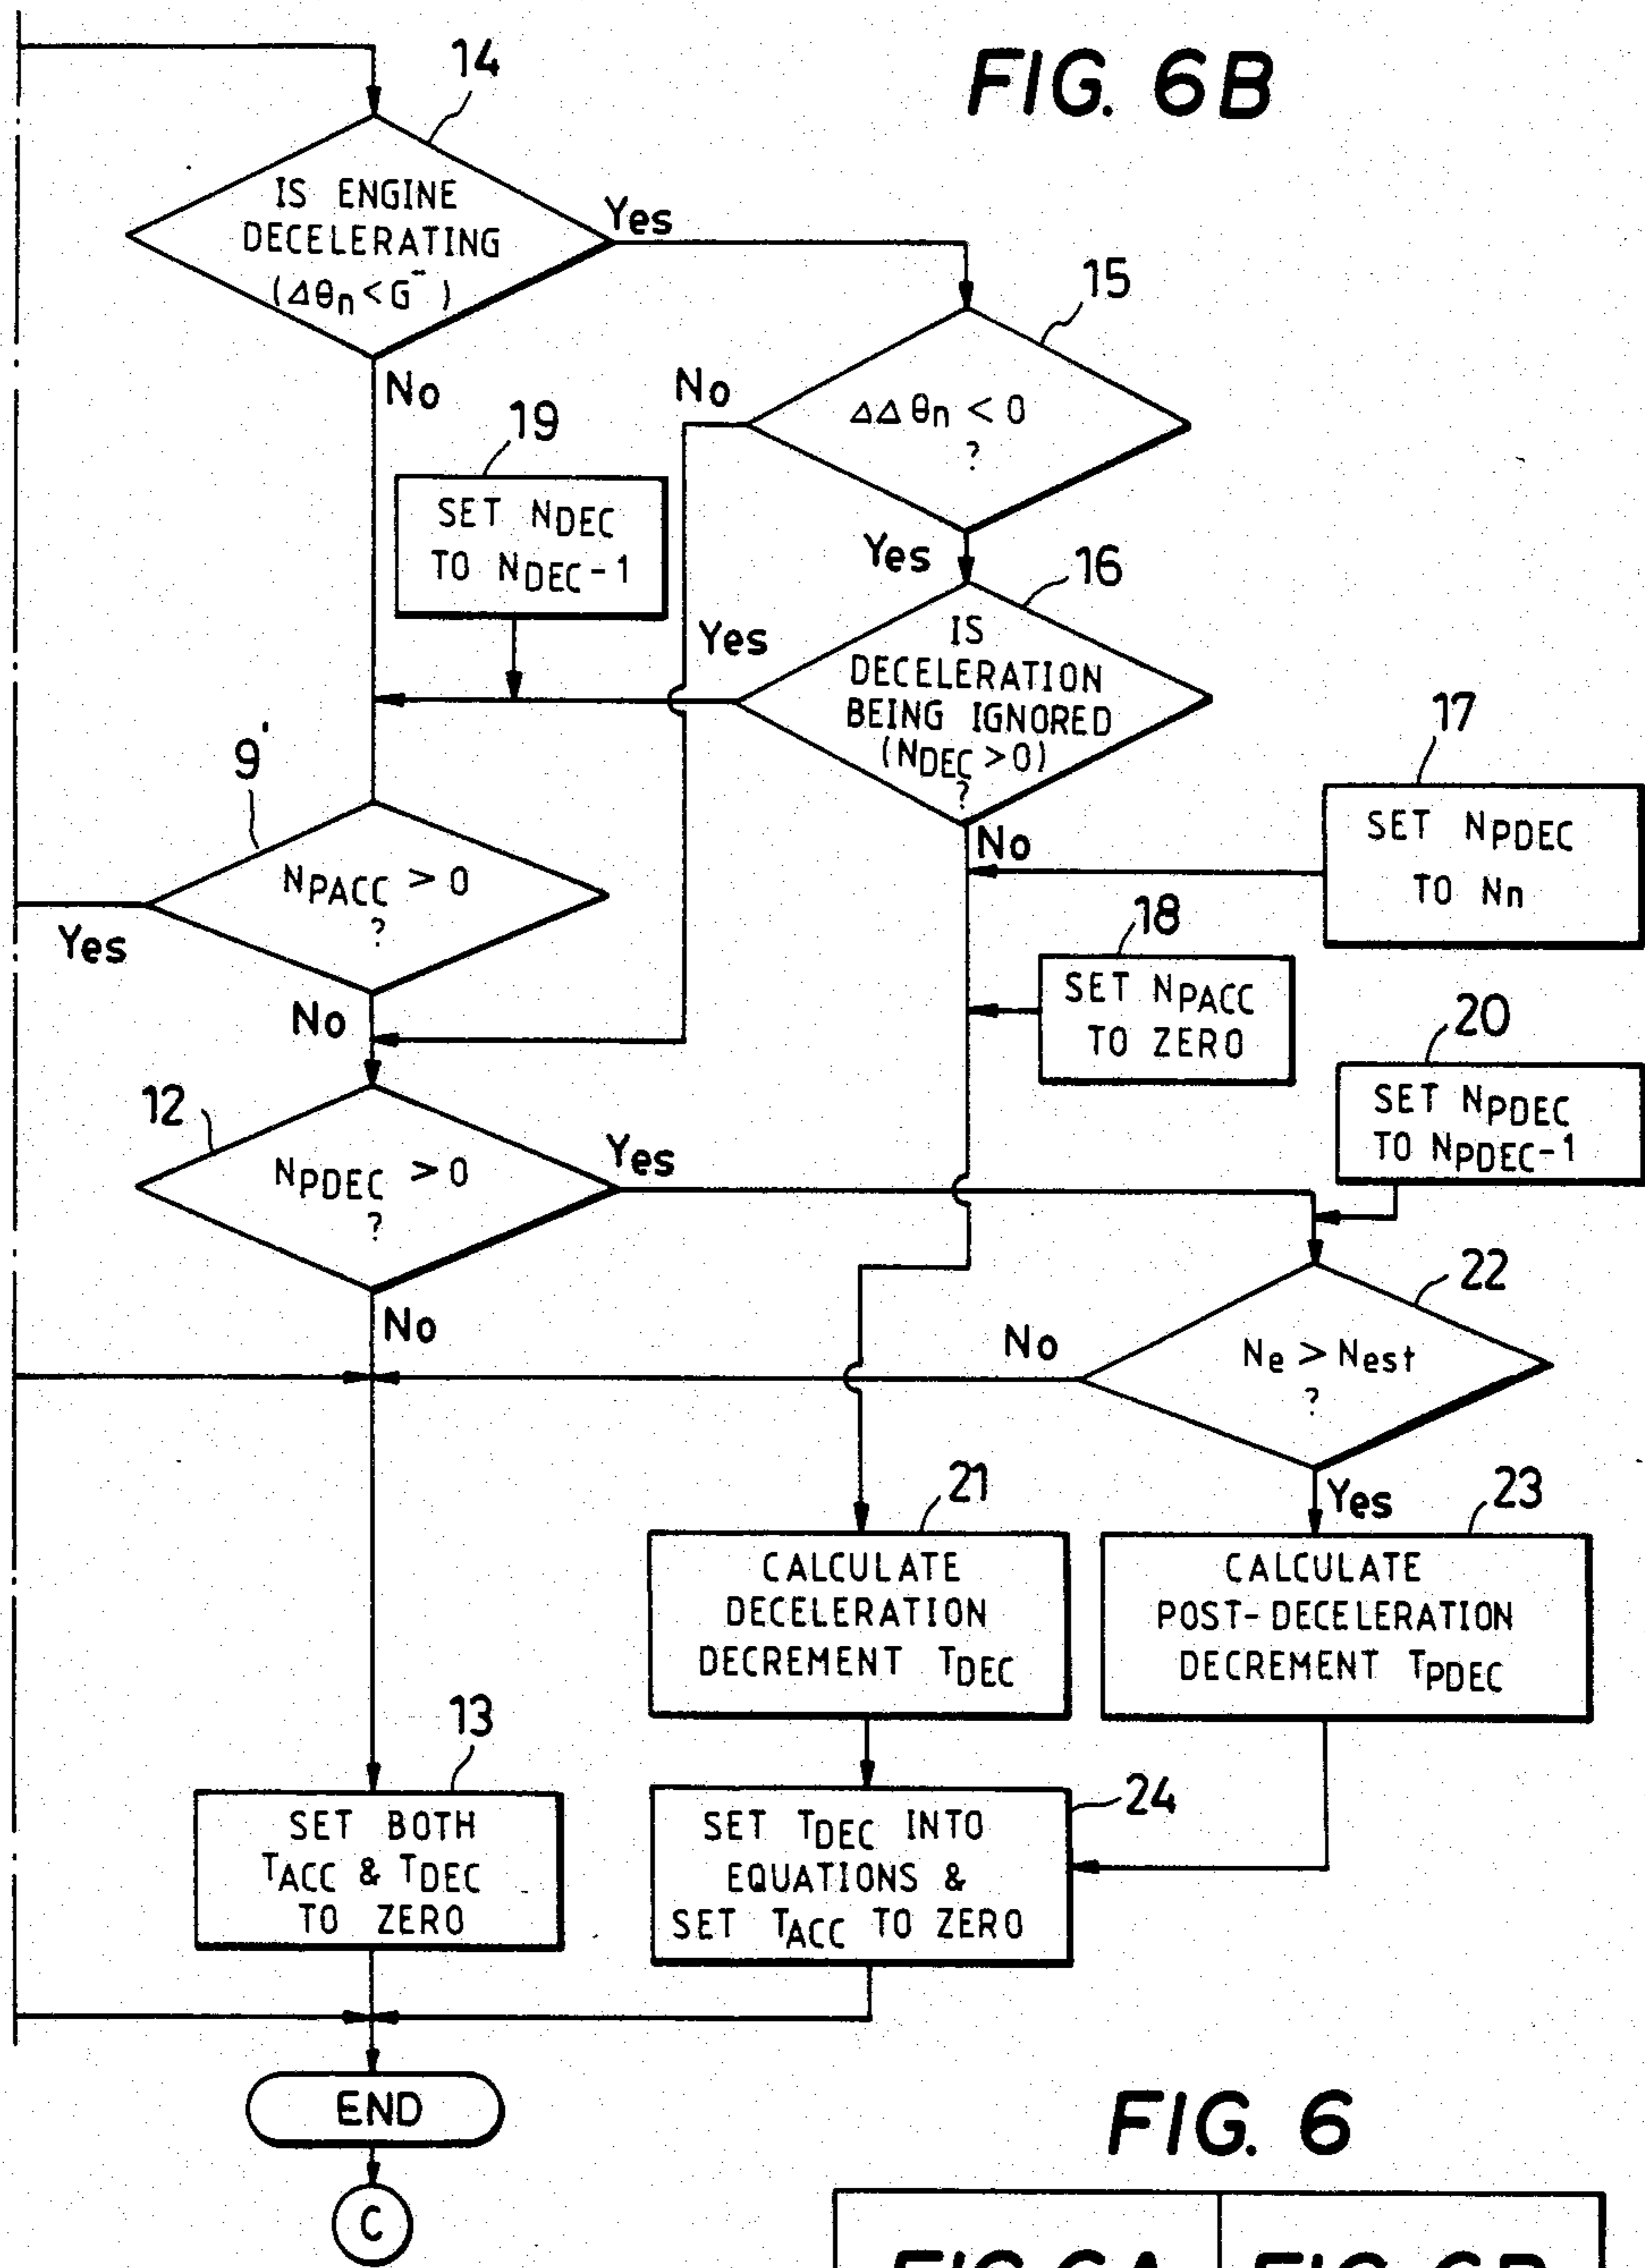 FIG. 6B
14
IS ENGINE
DECELERATING
(Δθn<G⁻)
Yes
No
15
ΔΔθn < 0
?
No
Yes
19
SET NDEC
TO NDEC-1
16
IS
DECELERATION
BEING IGNORED
(NDEC>0)
?
Yes
No
17
SET NPDEC
TO Nn
9'
NPACC > 0
?
Yes
No
18
SET NPACC
TO ZERO
20
SET NPDEC
TO NPDEC-1
12
NPDEC > 0
?
Yes
No
22
Ne > Nest
?
No
Yes
21
CALCULATE
DECELERATION
DECREMENT TDEC
23
CALCULATE
POST-DECELERATION
DECREMENT TPDEC
13
SET BOTH
TACC & TDEC
TO ZERO
24
SET TDEC INTO
EQUATIONS &
SET TACC TO ZERO
END
C
FIG. 6
FIG.6A
FIG.6B